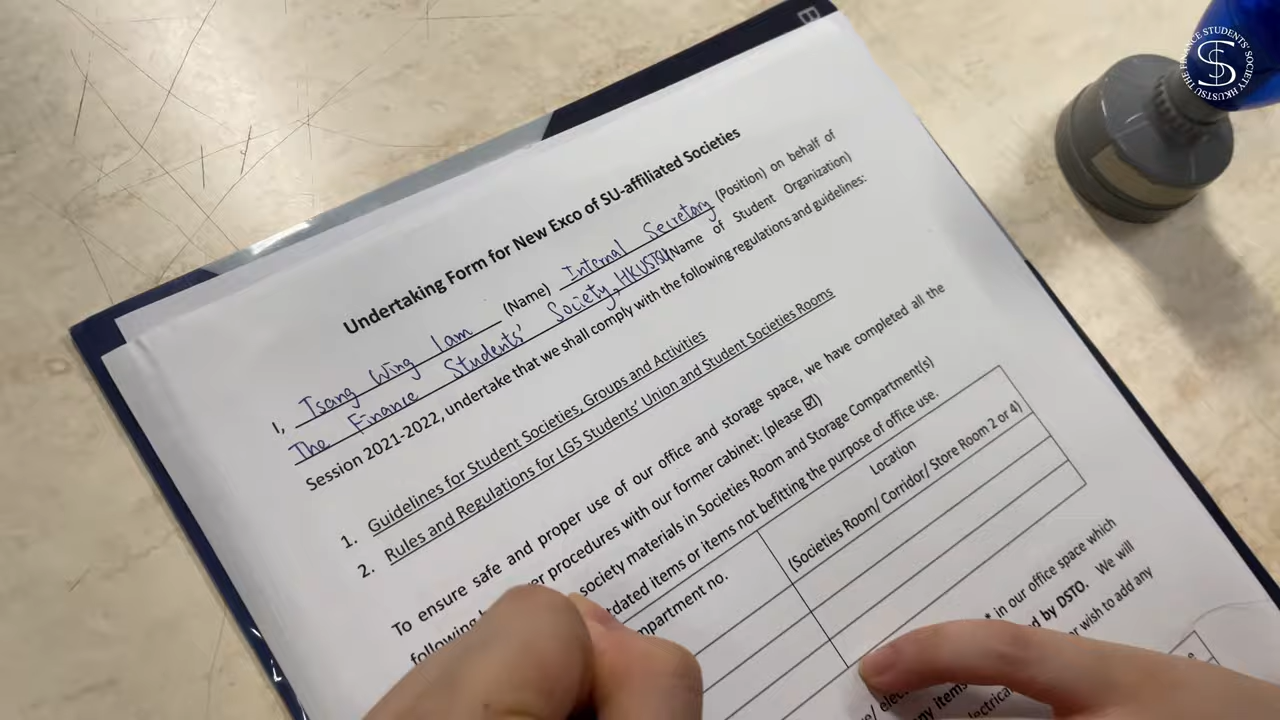 THE FINANCE STUDENTS' SOCIETY HKUSTSU
Undertaking Form for New Exco of SU-affiliated Societies
I, Tsang Wing Lam (Name) Internal Secretary (Position) on behalf of
The Finance Students' Society, HKUSTSU (Name of Student Organization)
Session 2021-2022, undertake that we shall comply with the following regulations and guidelines:
1. Guidelines for Student Societies, Groups and Activities
2. Rules and Regulations for LG5 Students' Union and Student Societies Rooms
To ensure safe and proper use of our office and storage space, we have completed all the
following procedures with our former cabinet: (please ☑)
society materials in Societies Room and Storage Compartment(s)
items or items not befitting the purpose of office use.
no.
Location
(Societies Room/ Corridor/ Store Room 2 or 4)
in our office space which
by DSTO. We will
wish to add any
items